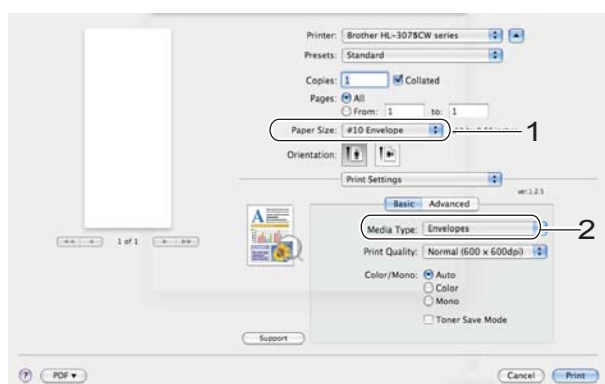 Printer: Brother HL-3075CW series
Presets: Standard
Copies: 1 Collated
Pages: All
From: 1 to: 1
Paper Size: #10 Envelope 1
Orientation:
Print Settings
ver.1.2.5
Basic Advanced
Media Type: Envelopes 2
1 of 1
Print Quality: Normal (600 x 600dpi)
Color/Mono: Auto
Color
Mono
Toner Save Mode
Support
? PDF Cancel Print